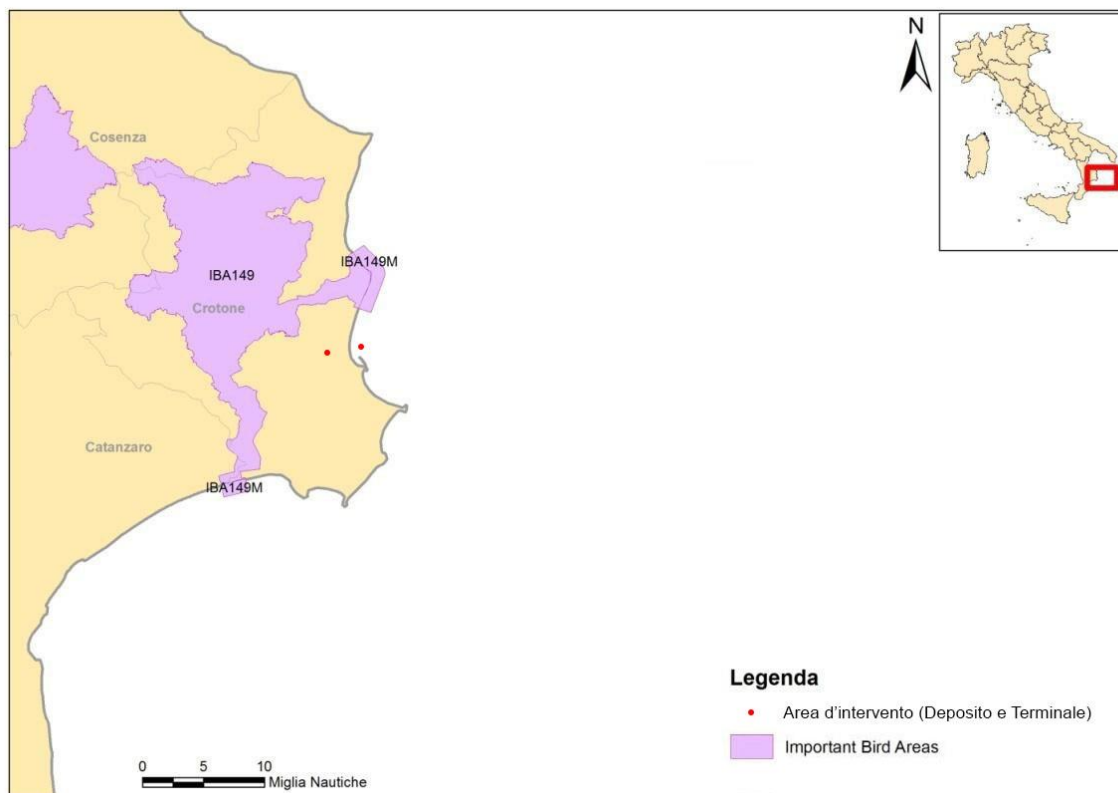 N
Cosenza
IBA149M
IBA149
Crotone
Catanzaro
IBA149M
Legenda
Area d'intervento (Deposito e Terminale)
Important Bird Areas
0 5 10
Miglia Nautiche